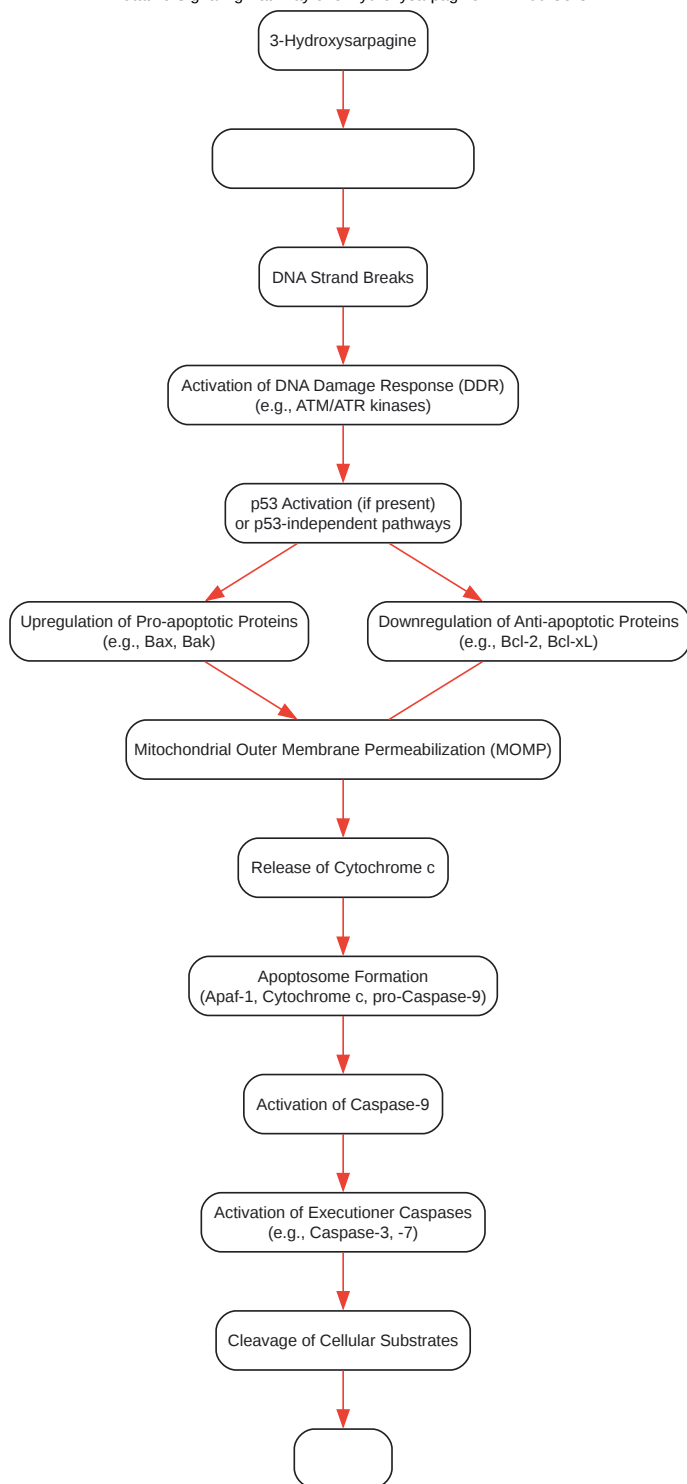 3-Hydroxysarpagine
DNA Strand Breaks
Activation of DNA Damage Response (DDR)
(e.g., ATM/ATR kinases)
p53 Activation (if present)
or p53-independent pathways
Upregulation of Pro-apoptotic Proteins
(e.g., Bax, Bak)
Downregulation of Anti-apoptotic Proteins
(e.g., Bcl-2, Bcl-xL)
Mitochondrial Outer Membrane Permeabilization (MOMP)
Release of Cytochrome c
Apoptosome Formation
(Apaf-1, Cytochrome c, pro-Caspase-9)
Activation of Caspase-9
Activation of Executioner Caspases
(e.g., Caspase-3, -7)
Cleavage of Cellular Substrates